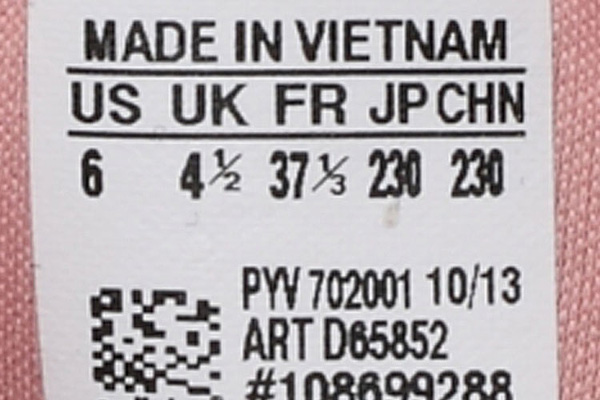 MADE IN VIETNAM
US UK FR JP CHN
6 4½ 37⅓ 230 230
PYV 702001 10/13
ART D65852
#108699288